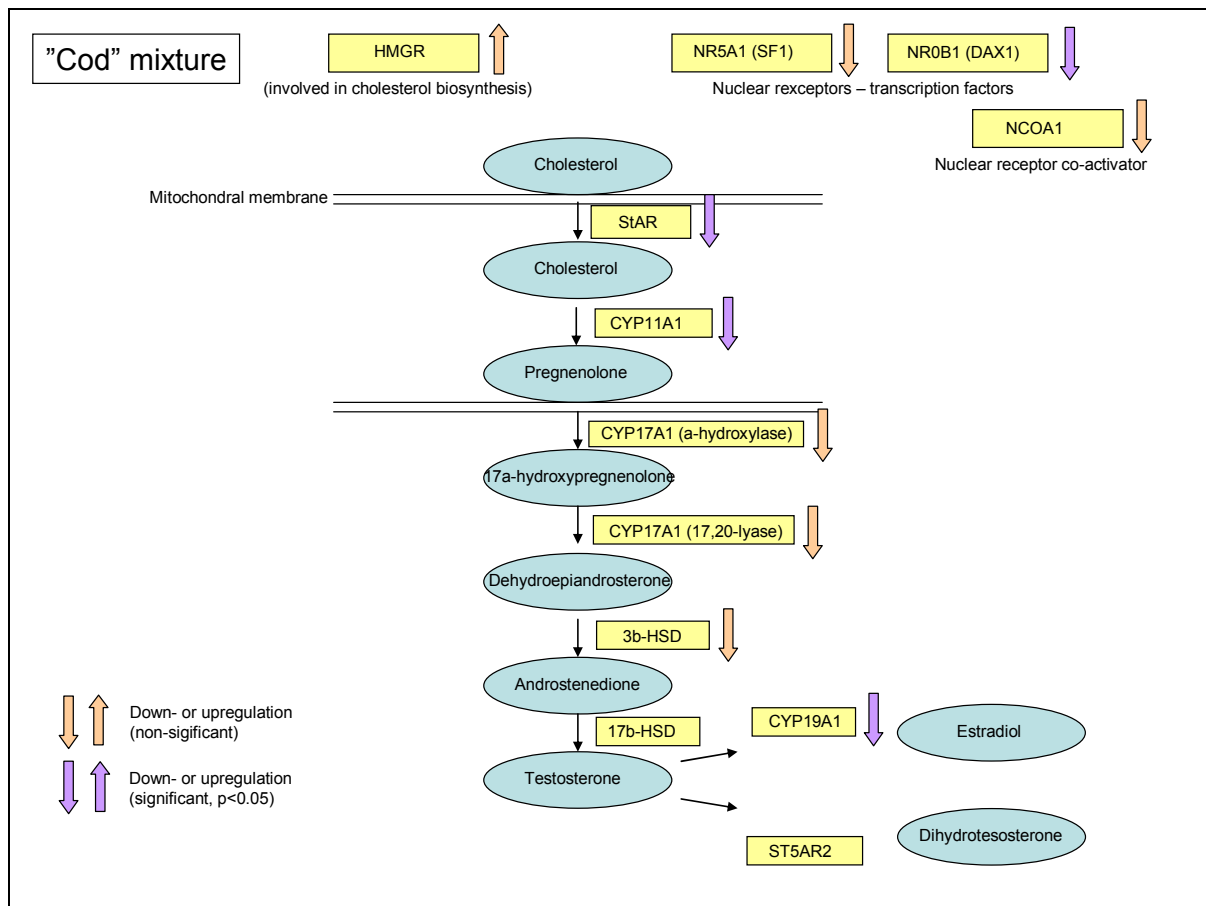 ”Cod” mixture
HMGR
(involved in cholesterol biosynthesis)
NR5A1 (SF1)
NR0B1 (DAX1)
Nuclear rexceptors – transcription factors
NCOA1
Nuclear receptor co-activator
Cholesterol
Mitochondral membrane
StAR
Cholesterol
CYP11A1
Pregnenolone
CYP17A1 (a-hydroxylase)
17a-hydroxypregnenolone
CYP17A1 (17,20-lyase)
Dehydroepiandrosterone
3b-HSD
Androstenedione
17b-HSD
CYP19A1
Estradiol
Testosterone
ST5AR2
Dihydrotesosterone
Down- or upregulation
(non-sigificant)
Down- or upregulation
(significant, p<0.05)